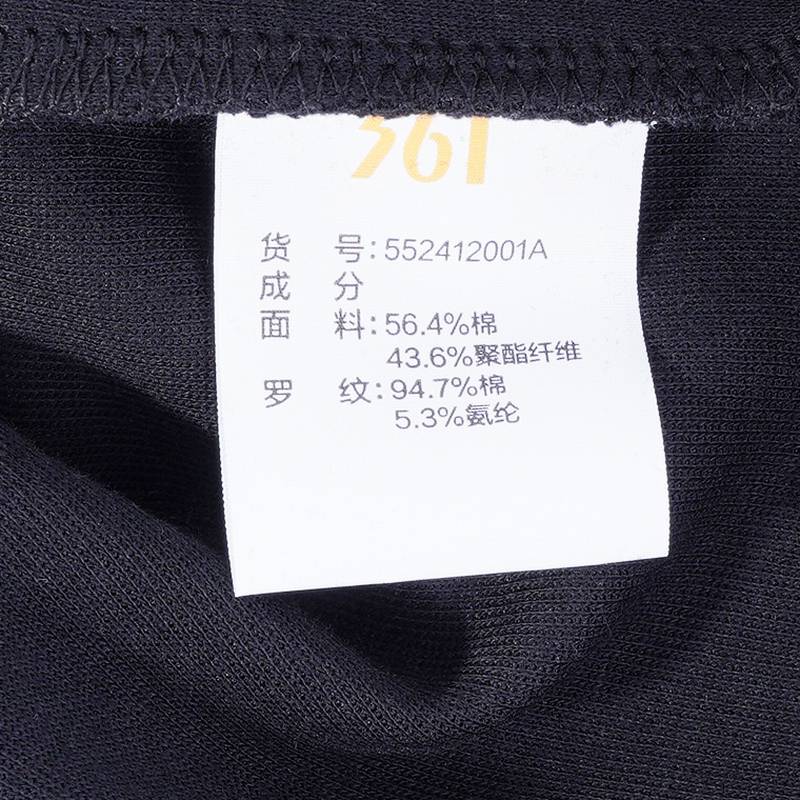 361
货 号:552412001A
成 分
面 料:56.4%棉
43.6%聚酯纤维
罗 纹:94.7%棉
5.3%氨纶